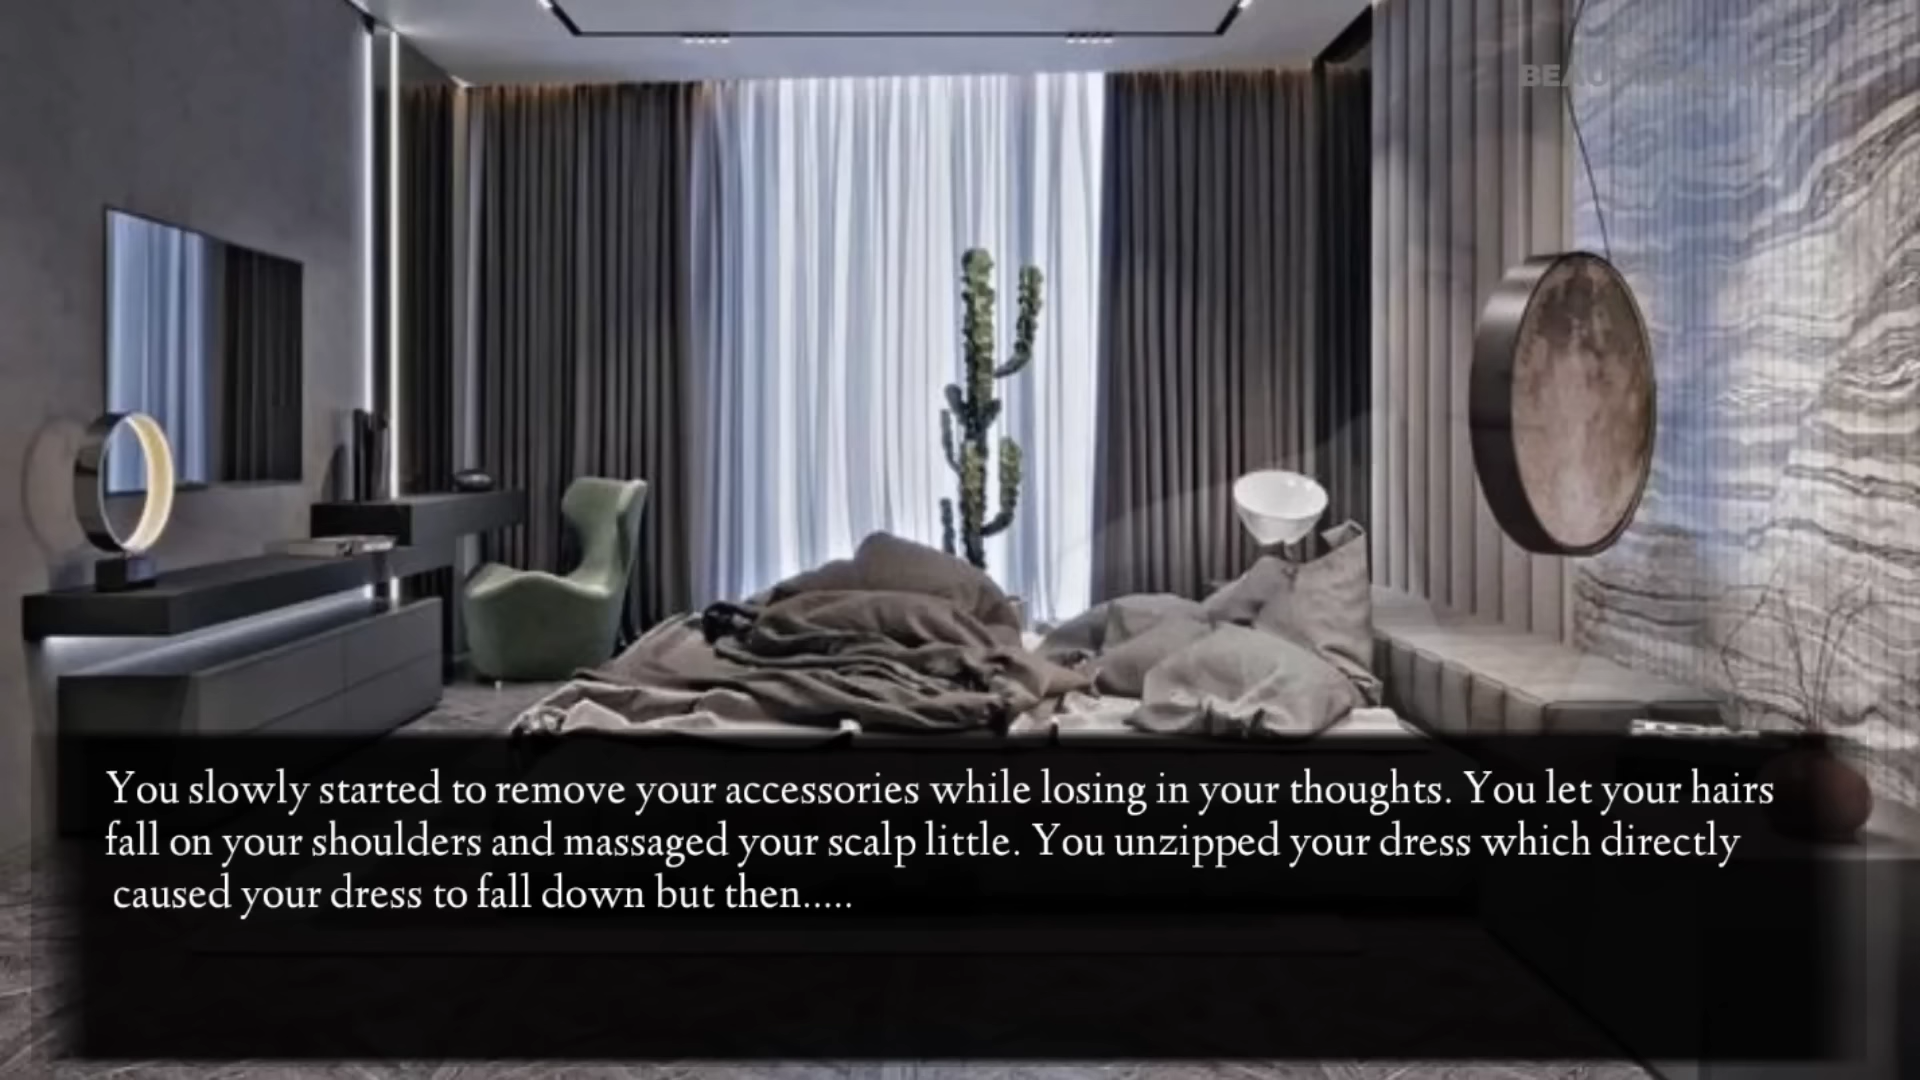 You slowly started to remove your accessories while losing in your thoughts. You let your hairs
fall on your shoulders and massaged your scalp little. You unzipped your dress which directly
caused your dress to fall down but then.....